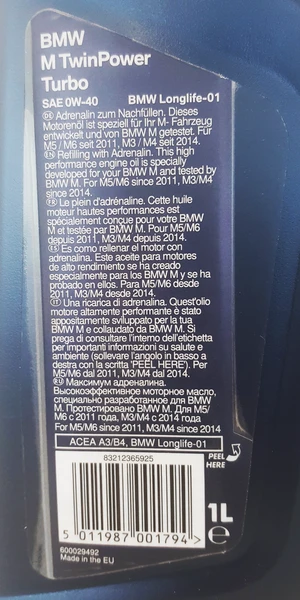 BMW
M TwinPower
Turbo
SAE 0W-40 BMW Longlife-01
DE Adrenalin zum Nachfüllen. Dieses
Motorenöl ist speziell für Ihr M- Fahrzeug
entwickelt und von BMW M getestet. Für
M5 / M6 seit 2011, M3 / M4 seit 2014.
EN Refilling with Adrenalin. This high
performance engine oil is specially
developed for your BMW M and tested
by BMW M. For M5/M6 since 2011, M3/M4
since 2014.
FR Le plein d'adrénaline. Cette huile
moteur hautes performances est
spécialement conçue pour votre BMW
M et testée par BMW M. Pour M5/M6
depuis 2011, M3/M4 depuis 2014.
ES Es como rellenar el motor con
adrenalina. Este aceite para motores
de alto rendimiento se ha creado
especialmente para los BMW M y se ha
probado en ellos. Para M5/M6 desde
2011, M3/M4 desde 2014.
IT Una ricarica di adrenalina. Quest'olio
motore altamente performante è stato
appositamente sviluppato per la tua
BMW M e collaudato da BMW M. Si
prega di consultare l'interno dell'etichetta
per importanti informazioni su salute e
ambiente (sollevare l'angolo in basso a
destra con la scritta 'PEEL HERE'). Per
M5/M6 dal 2011, M3/M4 dal 2014.
RU Максимум адреналина.
Высокоэффективное моторное масло,
специально разработанное для BMW
M. Протестировано BMW M. Для M5/
M6 с 2011 года, M3/M4 с 2014 года
For M5/M6 since 2011, M3/M4 since 2014
ACEA A3/B4, BMW Longlife-01
PEEL
HERE
83212365925
5 011987 001794 >
1L
e
600029492
Made in the EU